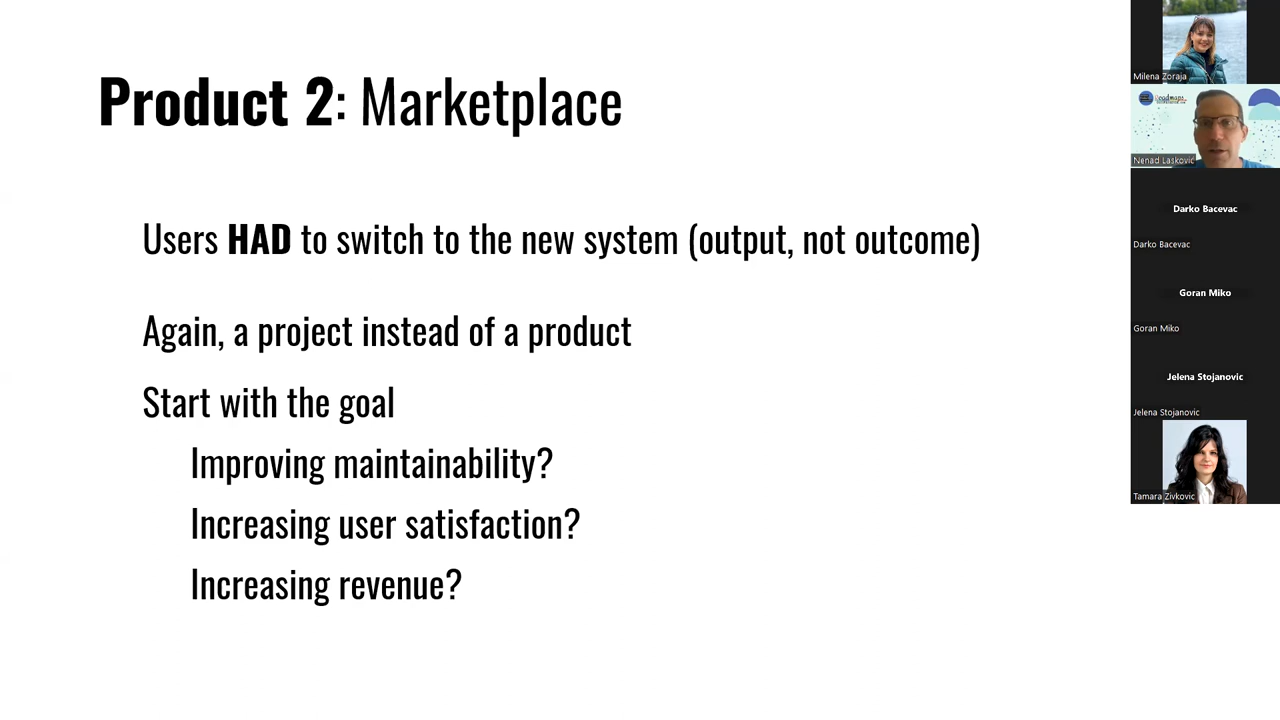 Product 2: Marketplace
Users HAD to switch to the new system (output, not outcome)
Again, a project instead of a product
Start with the goal
Improving maintainability?
Increasing user satisfaction?
Increasing revenue?
Milena Zoraja
Nenad Lasković
Darko Bacevac
Darko Bacevac
Goran Miko
Goran Miko
Jelena Stojanovic
Jelena Stojanovic
Tamara Zivkovic